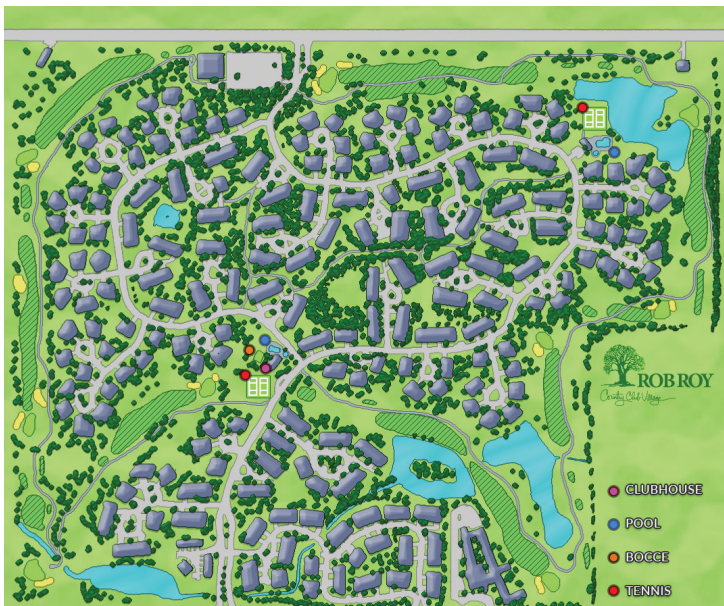 ROB ROY
Country Club Village
CLUBHOUSE
POOL
BOCCE
TENNIS